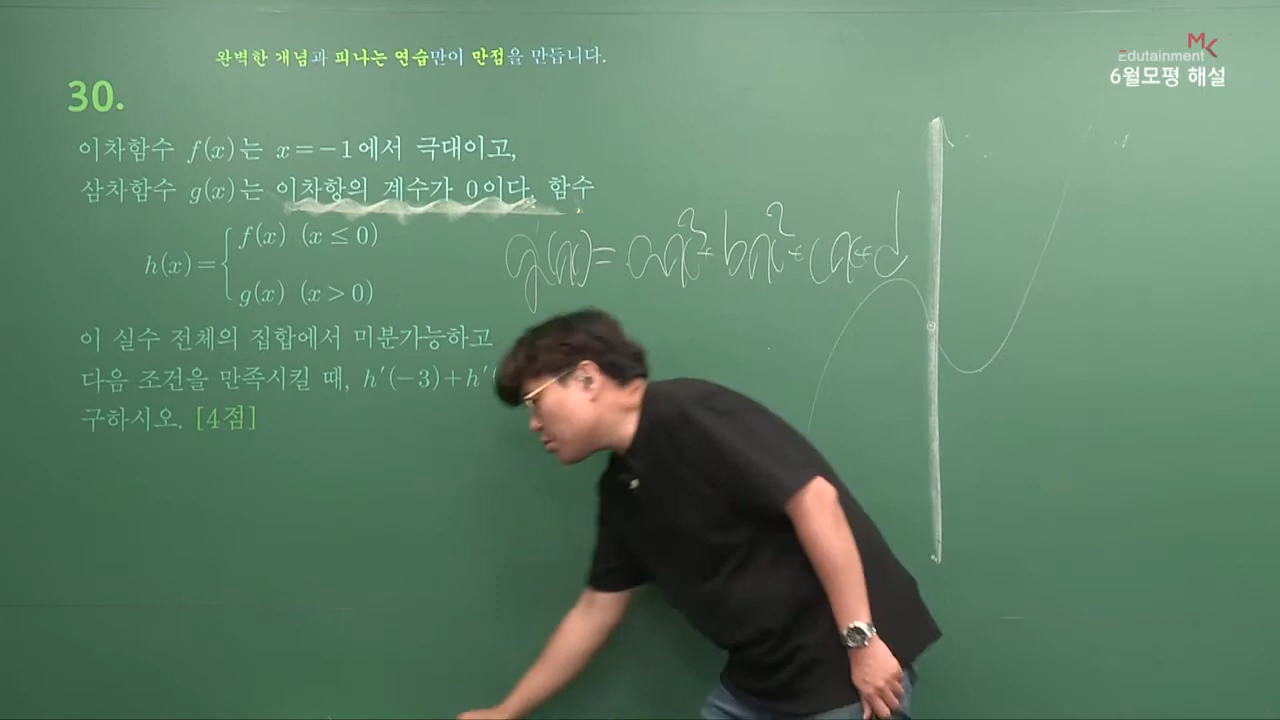 완벽한 개념과 피나는 연습만이 만점을 만듭니다.
MK
Edutainment
6월모평 해설
30.
이차함수 f(x)는 x=−1에서 극대이고,
삼차함수 g(x)는 이차항의 계수가 0이다. 함수
h(x)={ f(x) (x≤0)
g(x) (x>0)
g(x)= ax³+bx²+cx+d
이 실수 전체의 집합에서 미분가능하고
다음 조건을 만족시킬 때, h′(−3)+h′(
구하시오. [4점]